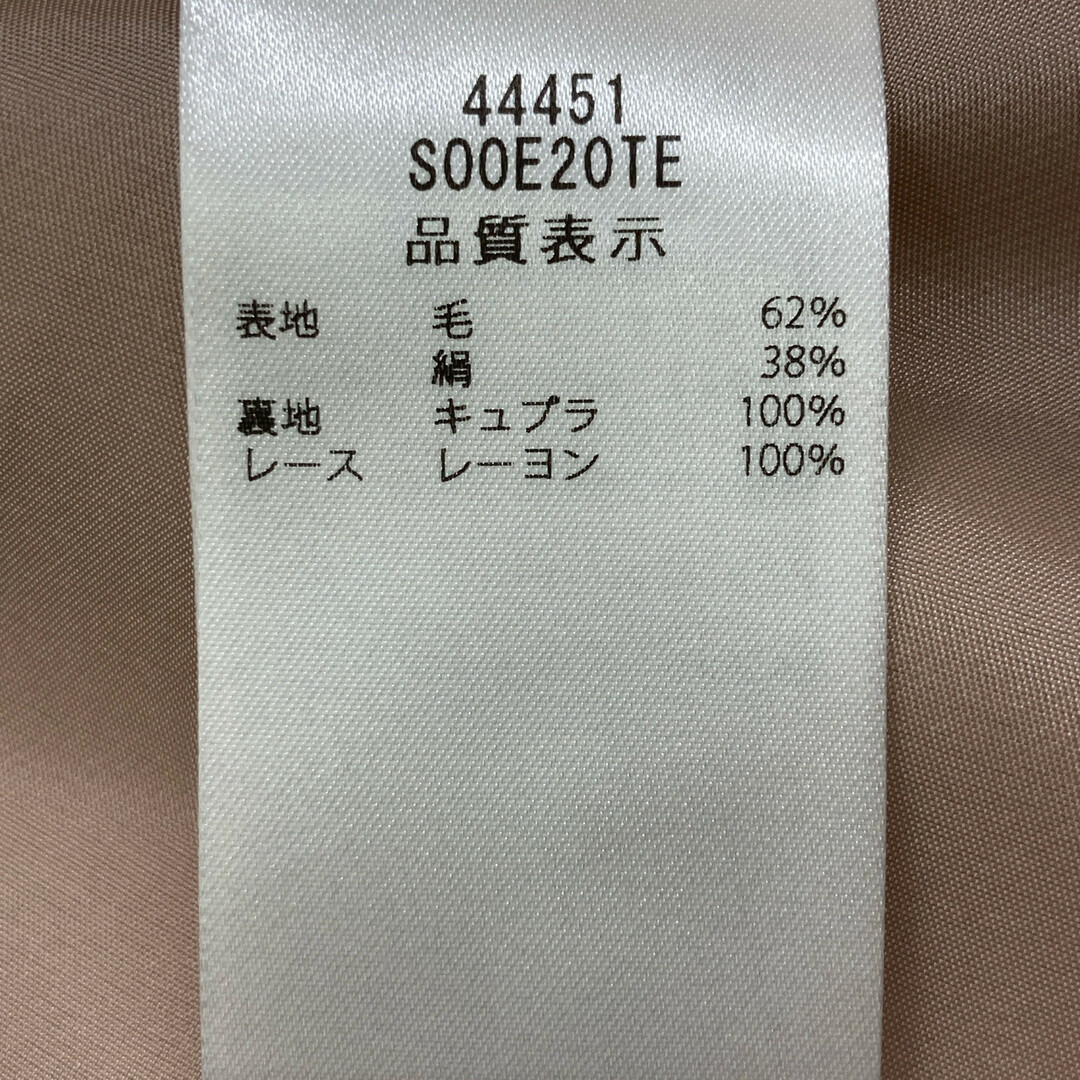 44451
S00E20TE
品質表示
表地 毛 62%
絹 38%
裏地 キュプラ 100%
レース レーヨン 100%